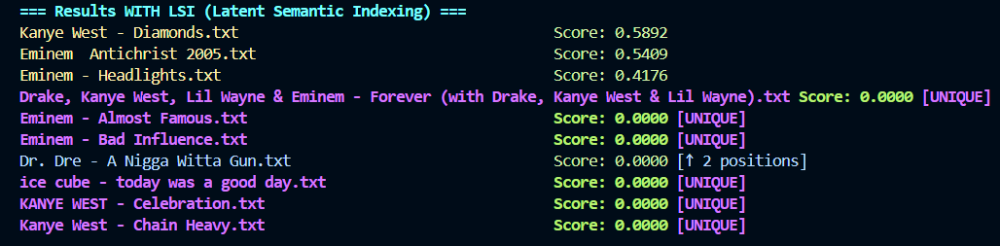 === Results WITH LSI (Latent Semantic Indexing) ===
Kanye West - Diamonds.txt Score: 0.5892
Eminem  Antichrist 2005.txt Score: 0.5409
Eminem - Headlights.txt Score: 0.4176
Drake, Kanye West, Lil Wayne & Eminem - Forever (with Drake, Kanye West & Lil Wayne).txt Score: 0.0000 [UNIQUE]
Eminem - Almost Famous.txt Score: 0.0000 [UNIQUE]
Eminem - Bad Influence.txt Score: 0.0000 [UNIQUE]
Dr. Dre - A Nigga Witta Gun.txt Score: 0.0000 [↑ 2 positions]
ice cube - today was a good day.txt Score: 0.0000 [UNIQUE]
KANYE WEST - Celebration.txt Score: 0.0000 [UNIQUE]
Kanye West - Chain Heavy.txt Score: 0.0000 [UNIQUE]